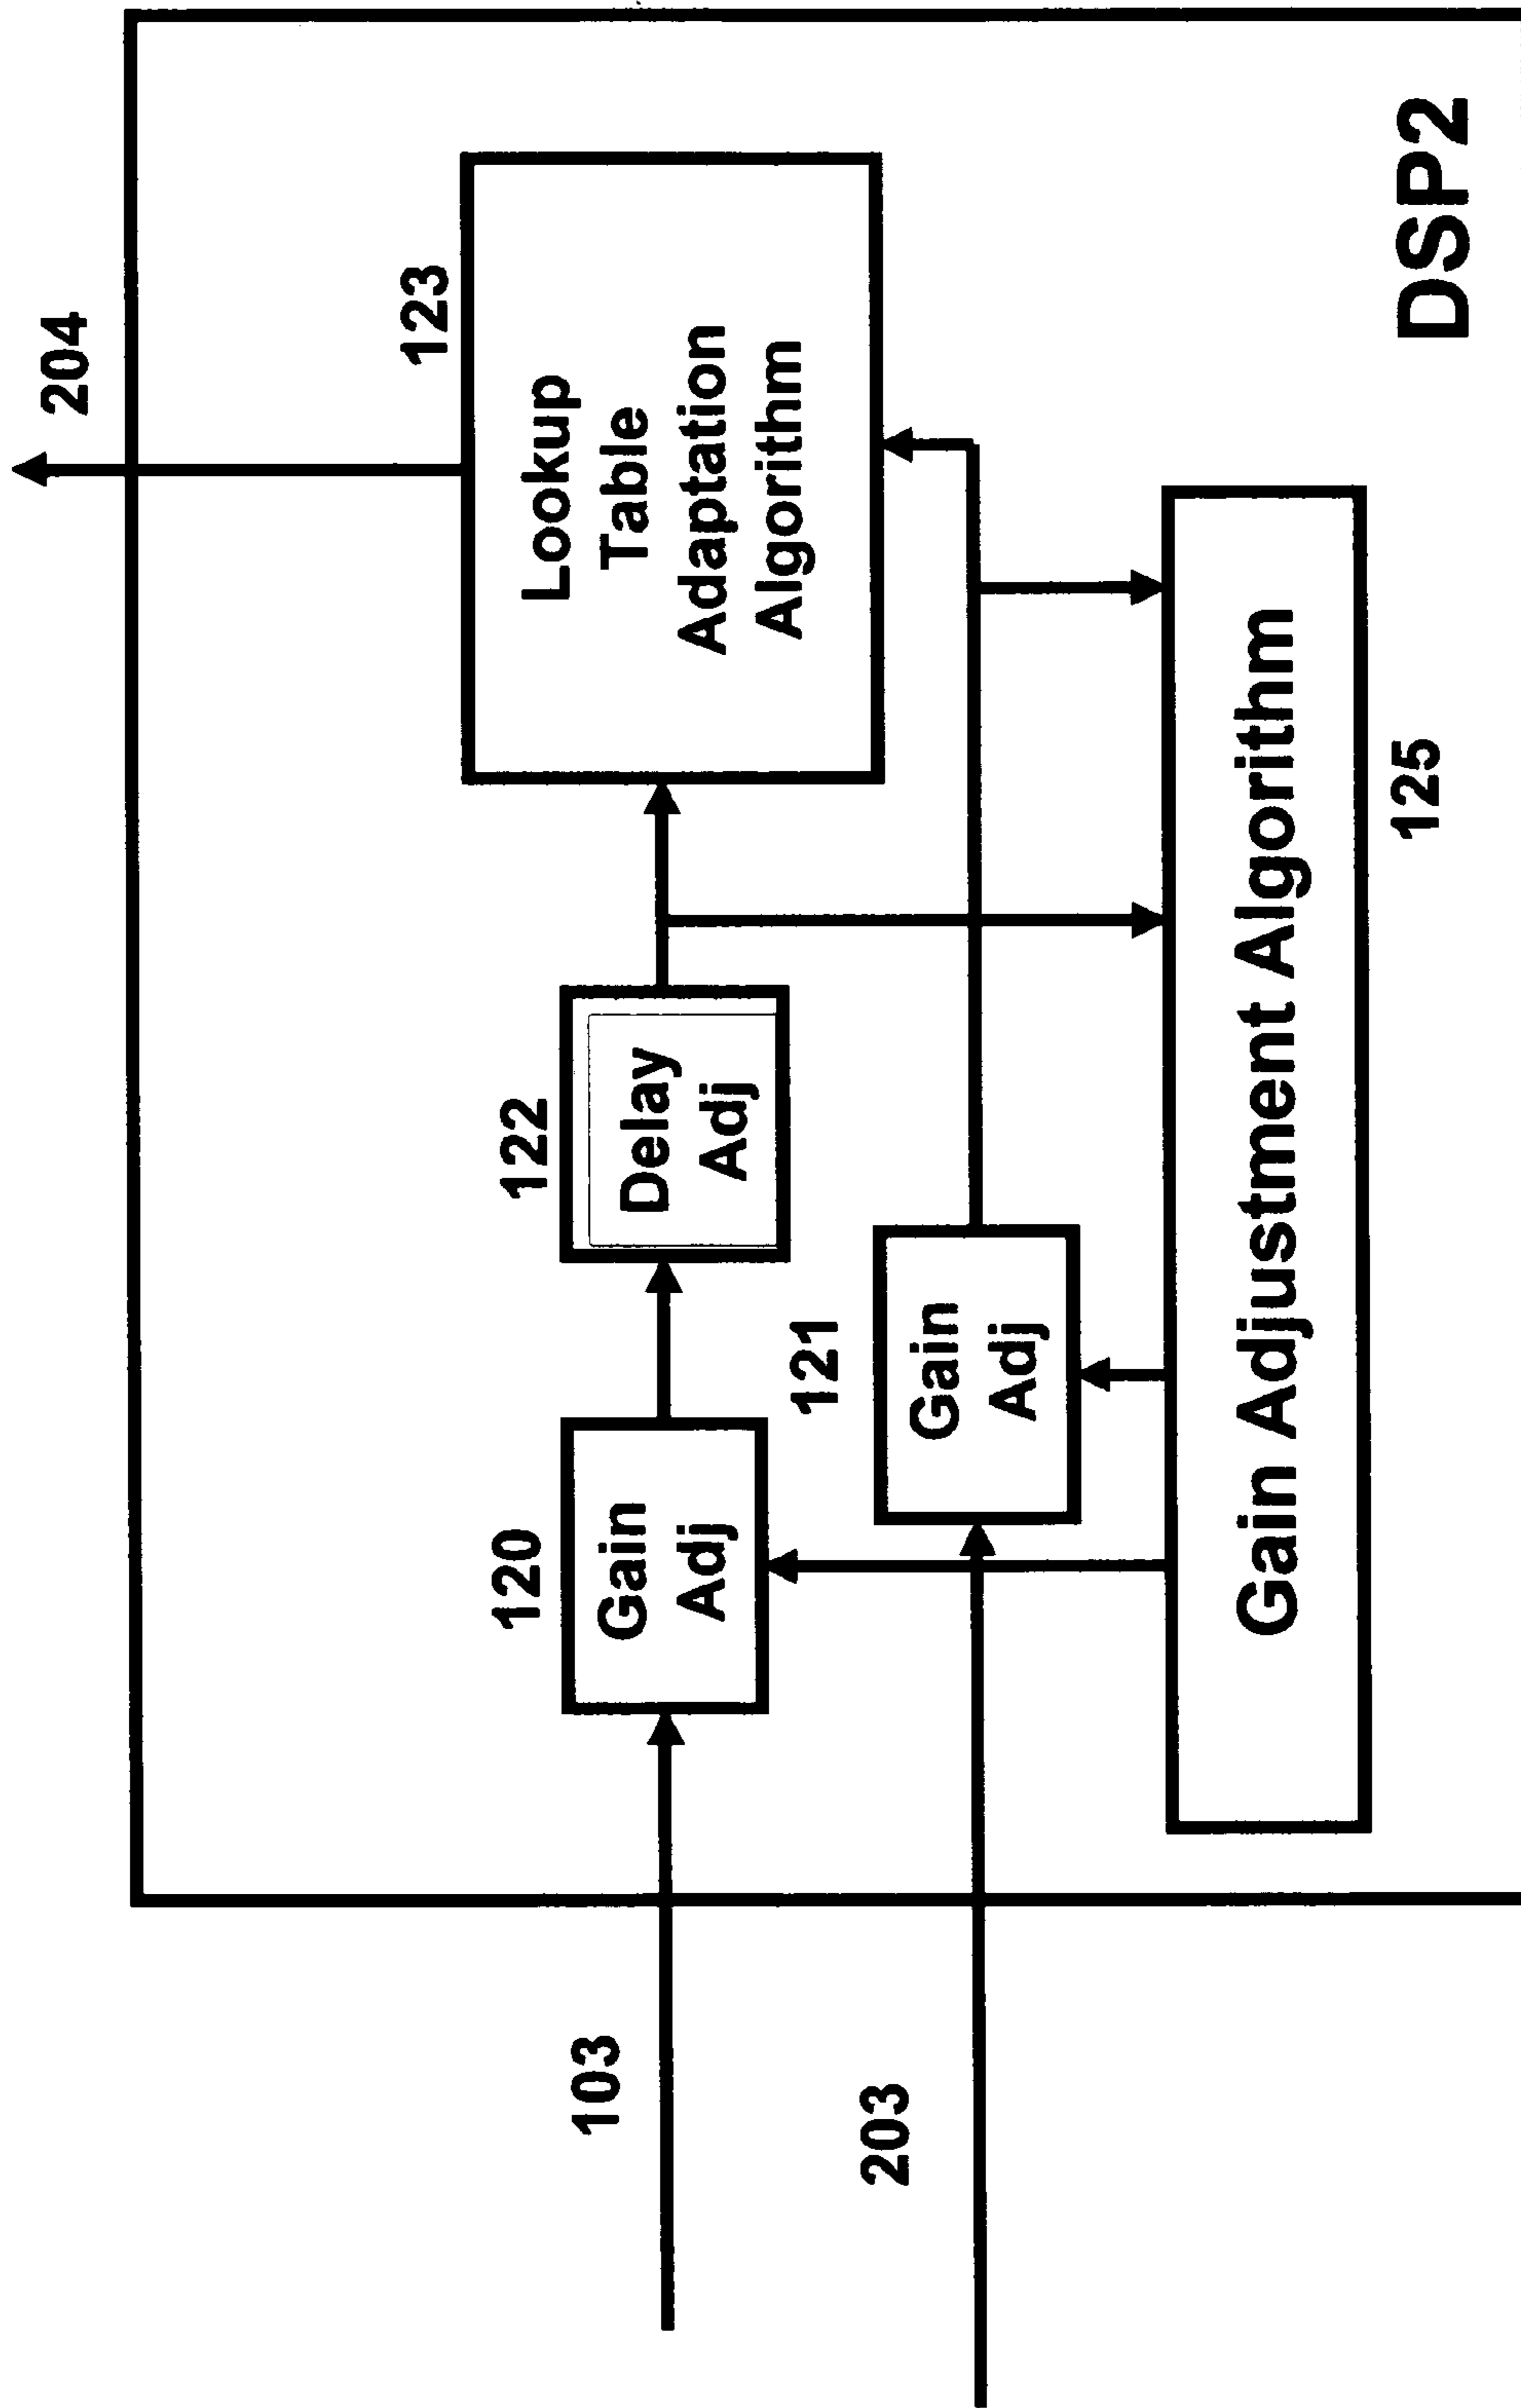 204
123
Lookup
Table
Adaptation
Algorithm
122
Delay
Adj
120
Gain
Adj
121
Gain
Adj
103
203
Gain Adjustment Algorithm
125
DSP2